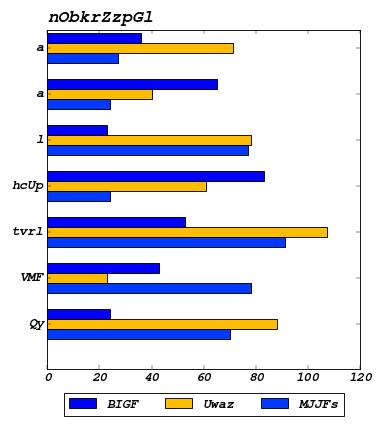 nObkrZzpGl
a
a
l
hcUp
tvrl
VMF
Qy
0 20 40 60 80 100 120
BIGF Uwaz MJJFs